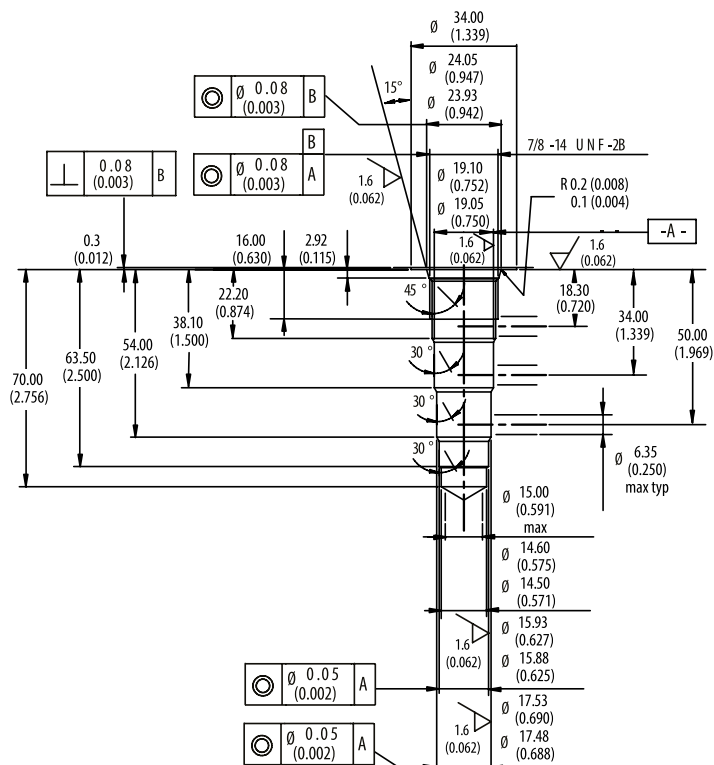 Ø 34.00
(1.339)
Ø 24.05
(0.947)
Ø 23.93
(0.942)
15°
Ø 0.08
(0.003)
B
B
Ø 0.08
(0.003)
A
7/8 -14 UNF -2B
0.08
(0.003)
B
1.6
(0.062)
Ø 19.10
(0.752)
Ø 19.05
(0.750)
R 0.2 (0.008)
0.1 (0.004)
-A-
0.3
(0.012)
16.00
(0.630)
2.92
(0.115)
1.6
(0.062)
1.6
(0.062)
22.20
(0.874)
45°
18.30
(0.720)
38.10
(1.500)
34.00
(1.339)
54.00
(2.126)
50.00
(1.969)
63.50
(2.500)
30°
70.00
(2.756)
30°
30°
Ø 6.35
(0.250)
max typ
Ø 15.00
(0.591)
max
Ø 14.60
(0.575)
Ø 14.50
(0.571)
Ø 15.93
(0.627)
1.6
(0.062)
Ø 15.88
(0.625)
Ø 0.05
(0.002)
A
Ø 17.53
(0.690)
1.6
(0.062)
Ø 17.48
(0.688)
Ø 0.05
(0.002)
A